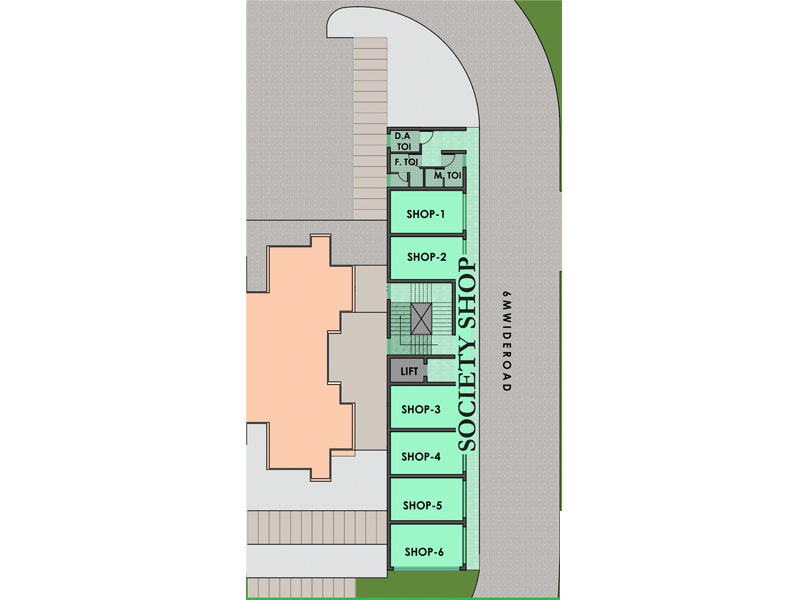 D.A
TOI
F. TOI
M. TOI
SHOP-1
SHOP-2
SOCIETY SHOP
6MWIDEROAD
LIFT
SHOP-3
SHOP-4
SHOP-5
SHOP-6